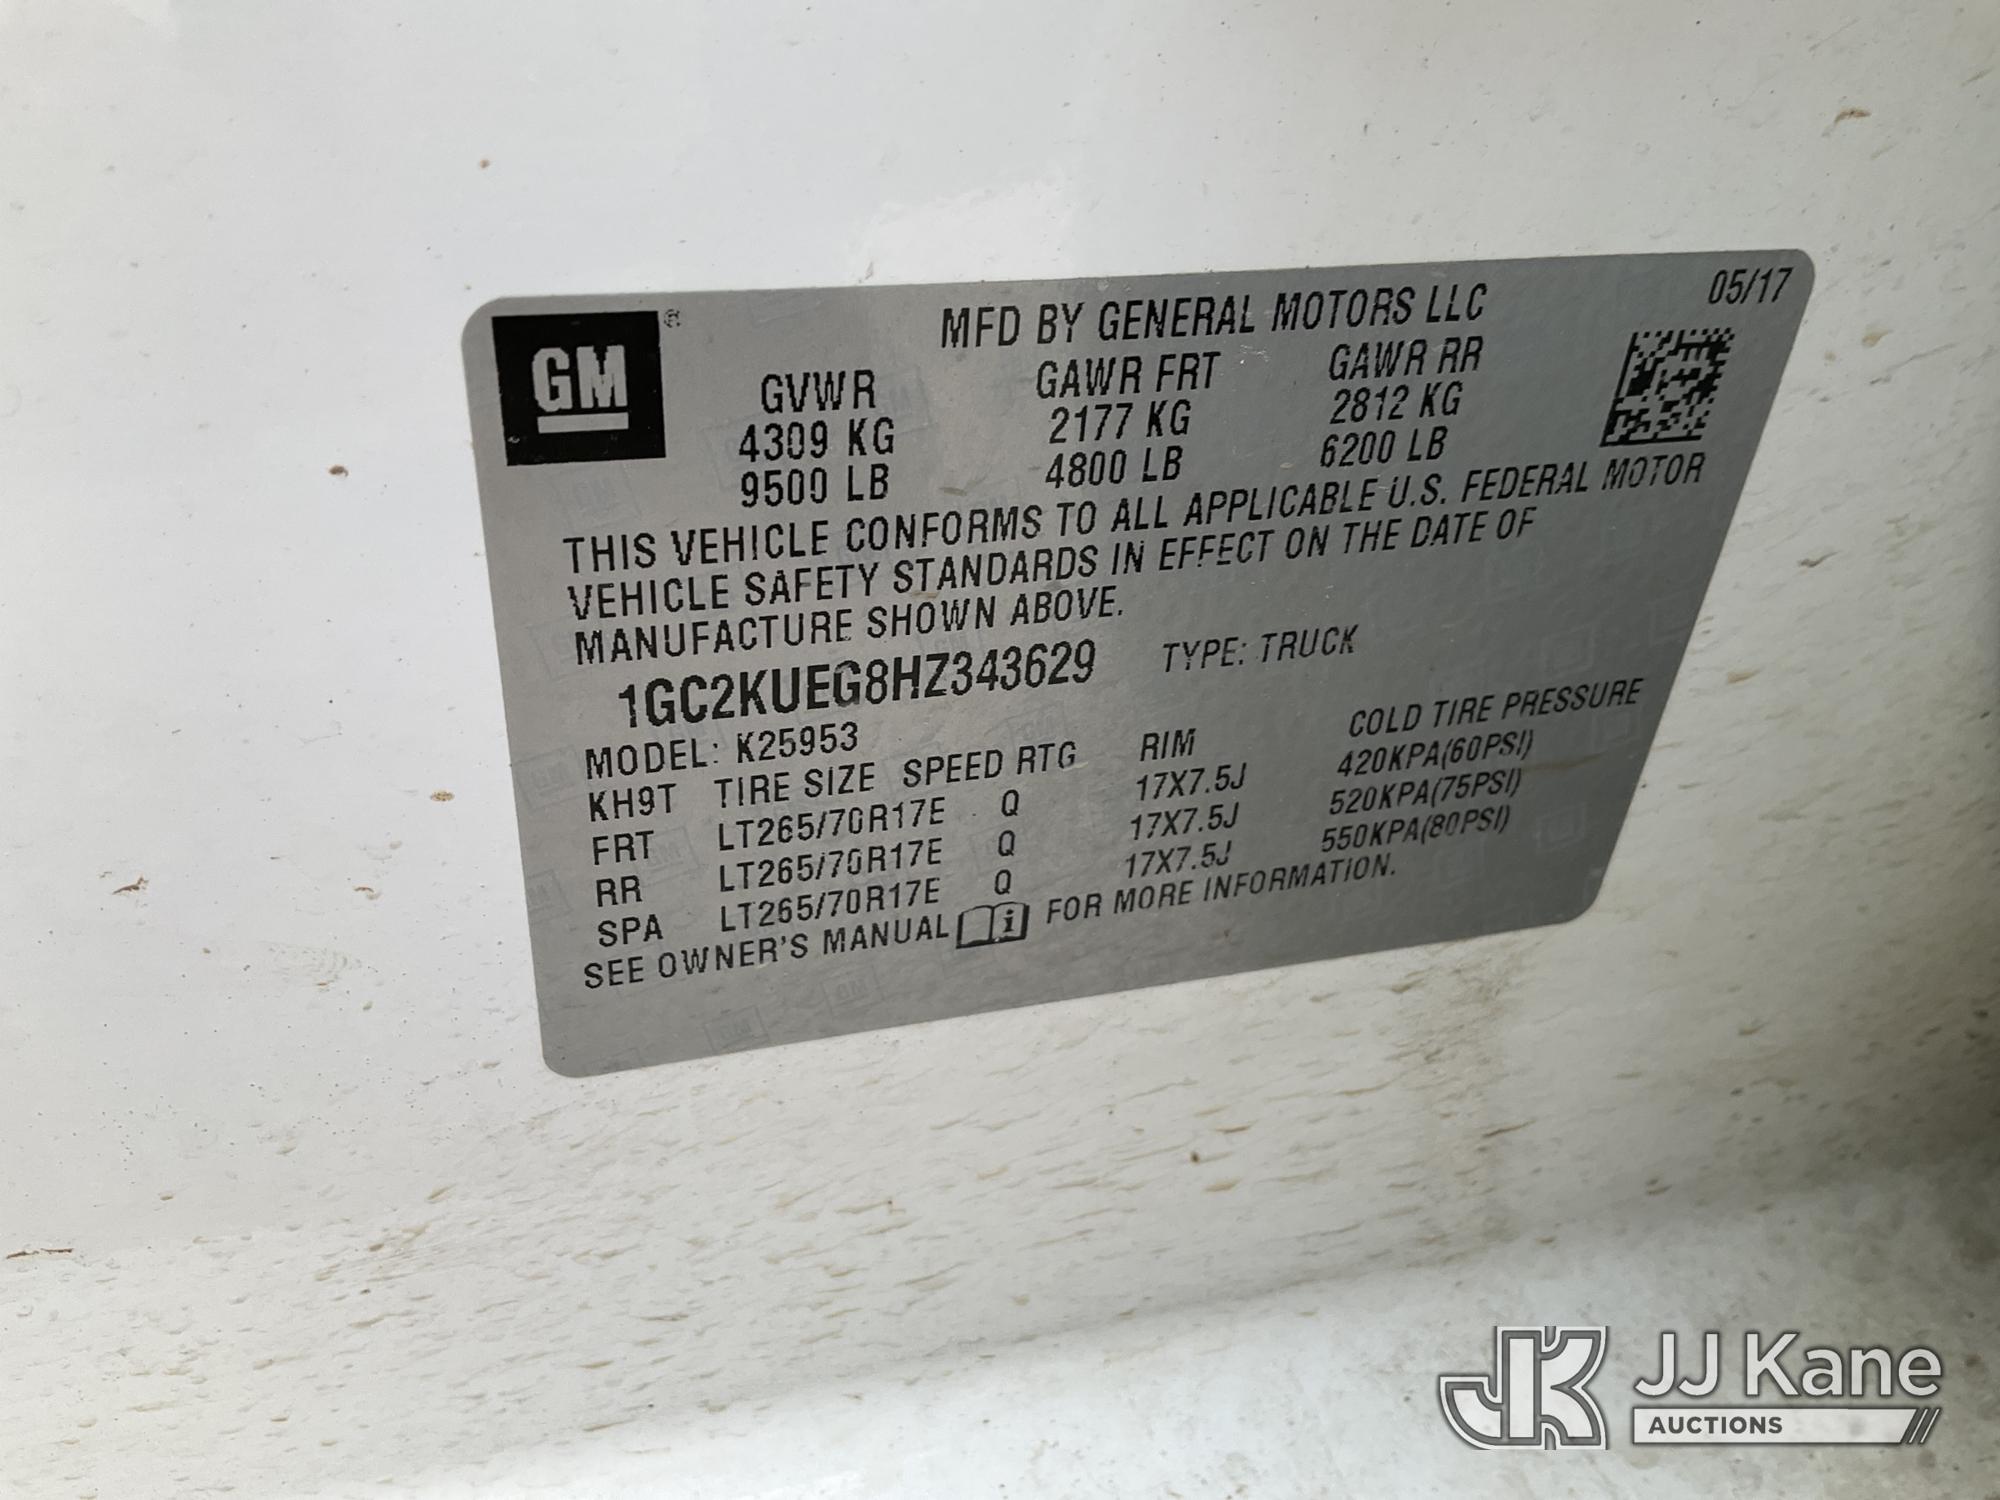 GM ®
MFD BY GENERAL MOTORS LLC 05/17
GVWR GAWR FRT GAWR RR
4309 KG 2177 KG 2812 KG
9500 LB 4800 LB 6200 LB
THIS VEHICLE CONFORMS TO ALL APPLICABLE U.S. FEDERAL MOTOR
VEHICLE SAFETY STANDARDS IN EFFECT ON THE DATE OF
MANUFACTURE SHOWN ABOVE.
1GC2KUEG8HZ343629 TYPE: TRUCK
MODEL: K25953
KH9T TIRE SIZE SPEED RTG RIM COLD TIRE PRESSURE
FRT LT265/70R17E Q 17X7.5J 420KPA(60PSI)
RR LT265/70R17E Q 17X7.5J 520KPA(75PSI)
SPA LT265/70R17E Q 17X7.5J 550KPA(80PSI)
SEE OWNER'S MANUAL i FOR MORE INFORMATION.
JK JJ Kane
AUCTIONS